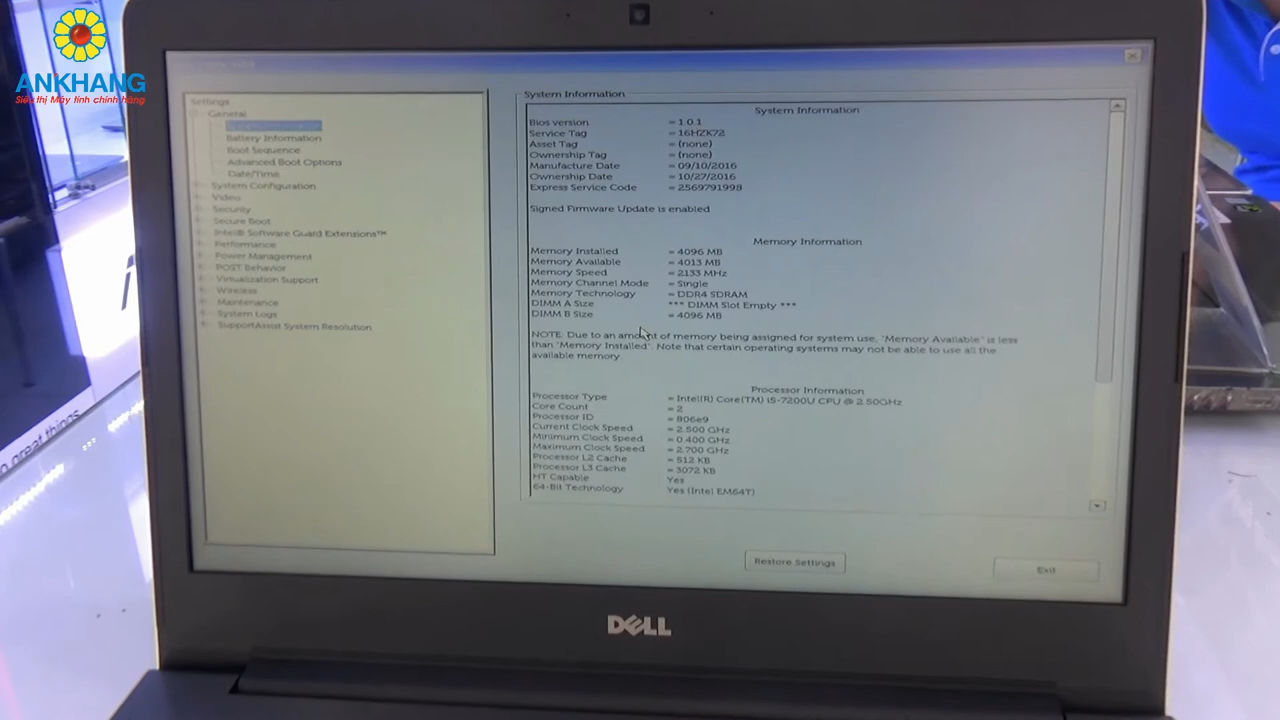 ANKHANG
Siêu thị Máy tính chính hãng
Settings
General
Battery Information
Boot Sequence
Advanced Boot Options
Date/Time
System Configuration
Video
Security
Secure Boot
Intel® Software Guard Extensions™
Performance
Power Management
POST Behavior
Virtualization Support
Wireless
Maintenance
System Logs
SupportAssist System Resolution
System Information
System Information
Bios version = 1.0.1
Service Tag = 16HZK72
Asset Tag = (none)
Ownership Tag = (none)
Manufacture Date = 09/10/2016
Ownership Date = 10/27/2016
Express Service Code = 2569791998
Signed Firmware Update is enabled
Memory Information
Memory Installed = 4096 MB
Memory Available = 4013 MB
Memory Speed = 2133 MHz
Memory Channel Mode = Single
Memory Technology = DDR4 SDRAM
DIMM A Size *** DIMM Slot Empty ***
DIMM B Size = 4096 MB
NOTE: Due to an amount of memory being assigned for system use, "Memory Available" is less
than "Memory Installed". Note that certain operating systems may not be able to use all the
available memory.
Processor Information
Processor Type = Intel(R) Core(TM) i5-7200U CPU @ 2.50GHz
Core Count = 2
Processor ID = 806e9
Current Clock Speed = 2.500 GHz
Minimum Clock Speed = 0.400 GHz
Maximum Clock Speed = 2.700 GHz
Processor L2 Cache = 512 KB
Processor L3 Cache = 3072 KB
HT Capable Yes
64-Bit Technology Yes (Intel EM64T)
Restore Settings
Exit
DELL
great things